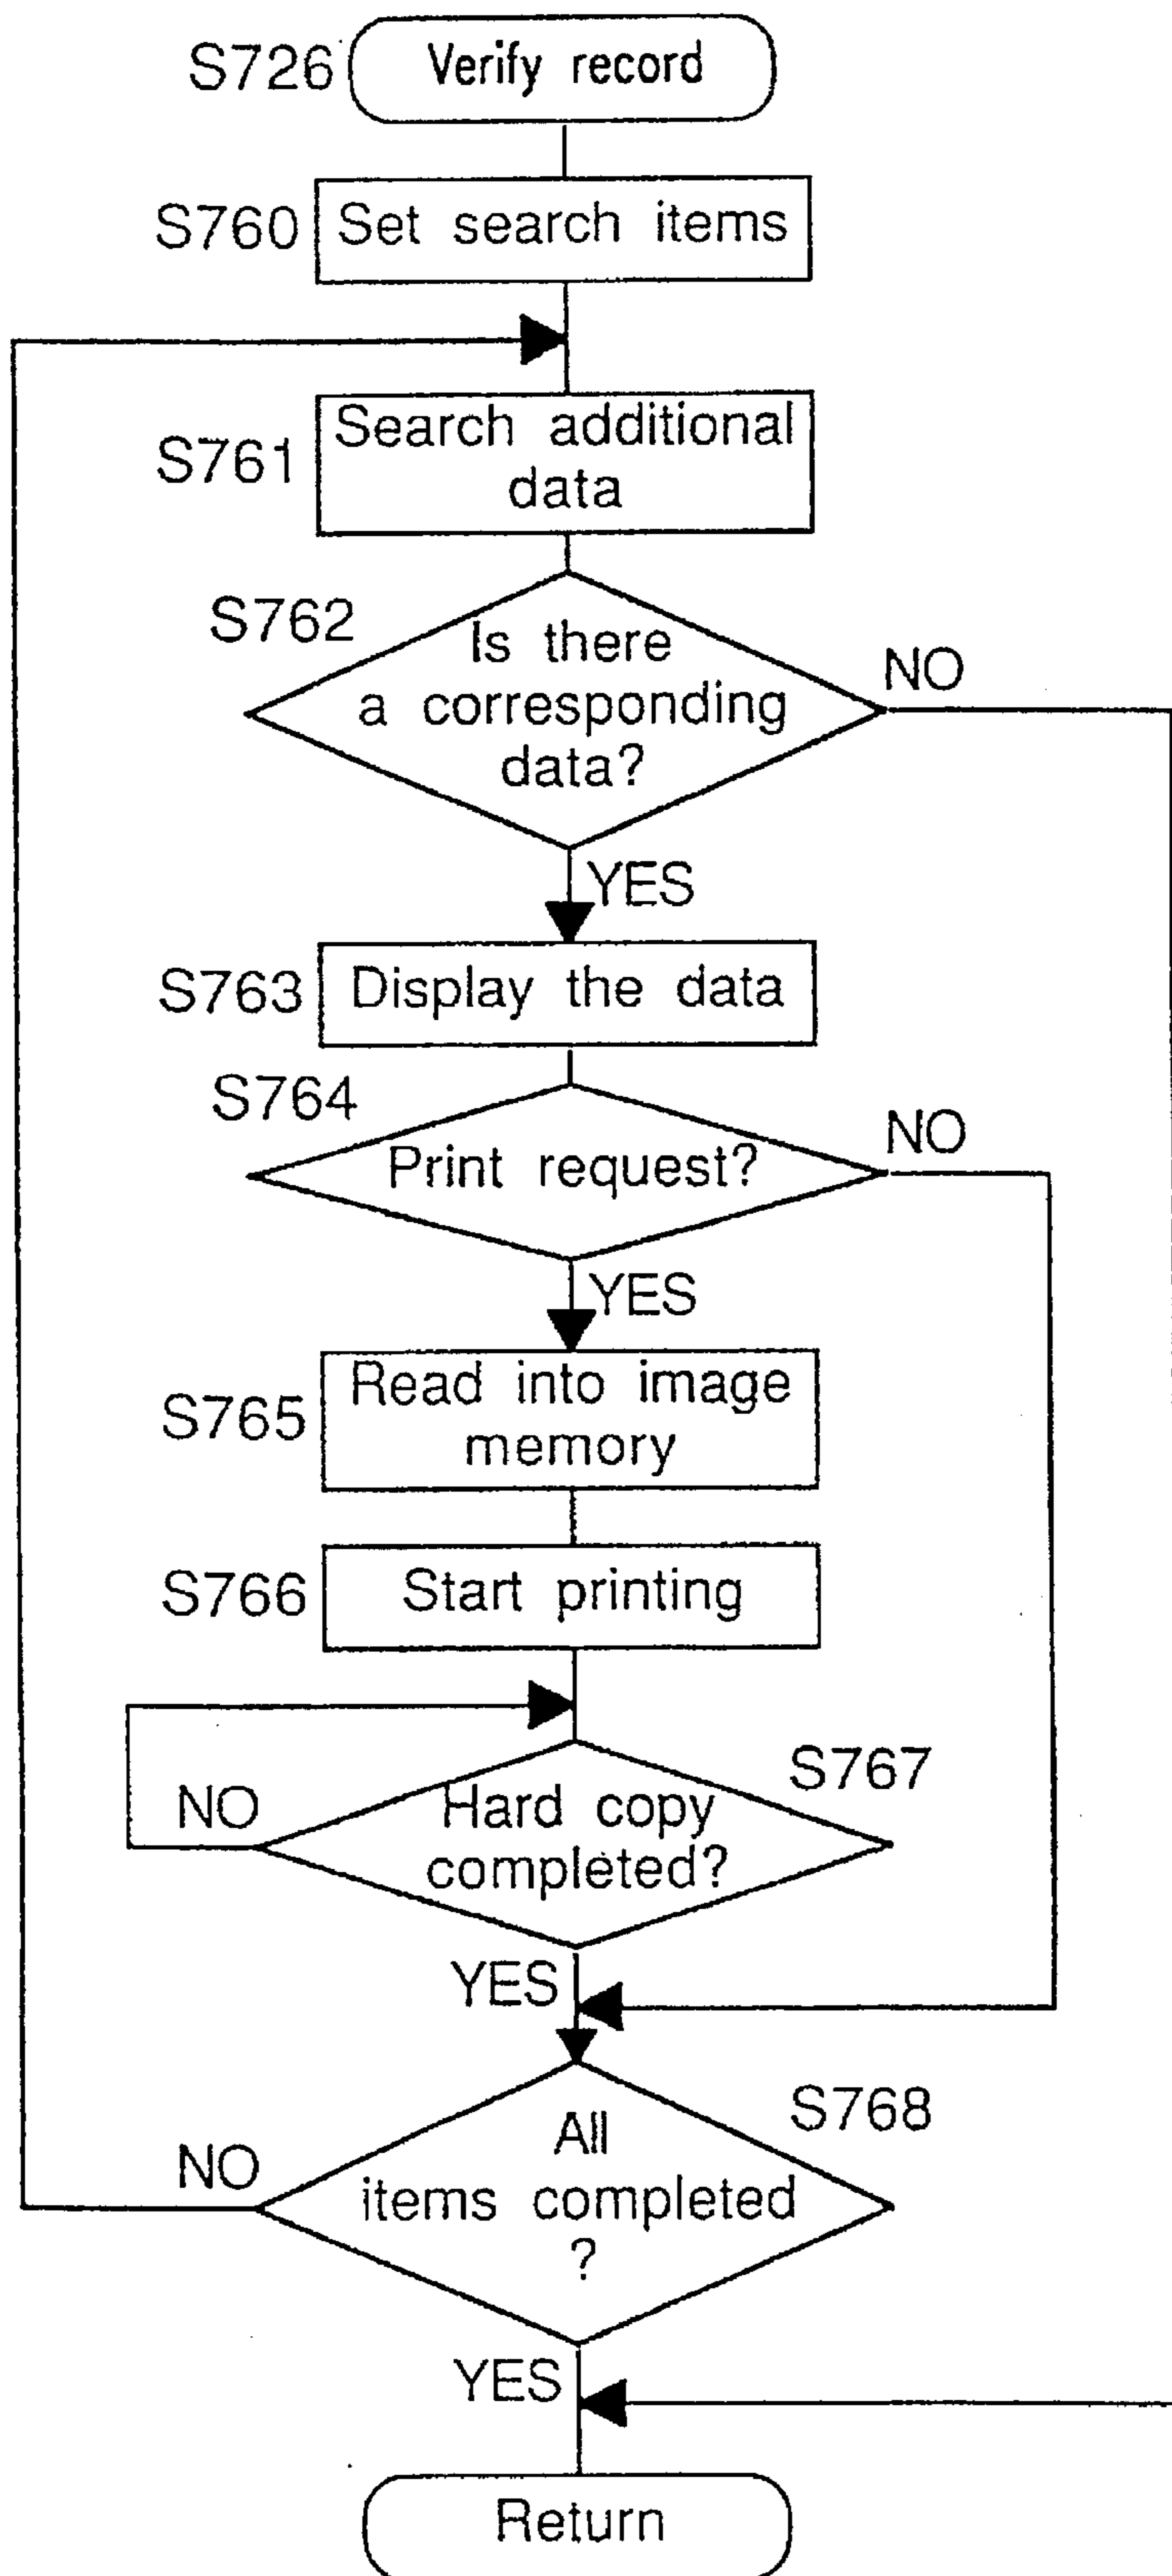 S726 Verify record
S760 Set search items
S761 Search additional
data
S762 Is there
a corresponding
data?
NO
YES
S763 Display the data
S764 Print request?
NO
YES
S765 Read into image
memory
S766 Start printing
S767
NO Hard copy
completed?
YES
S768
All
NO items completed
?
YES
Return